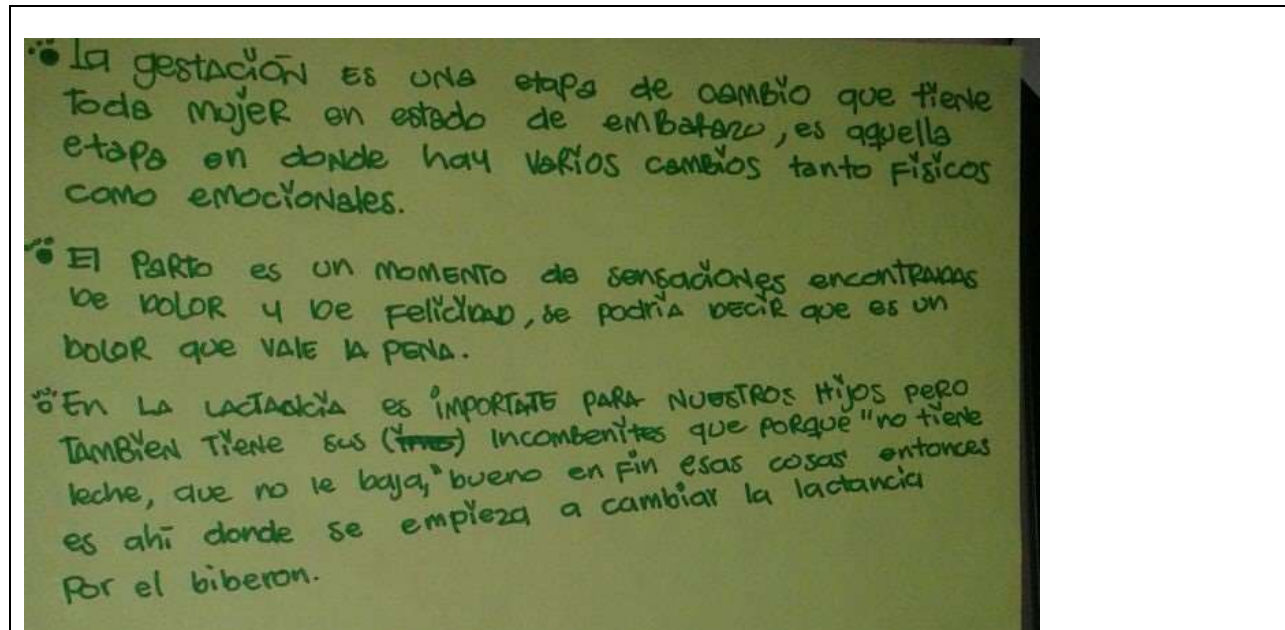 La gestación es una etapa de cambio que tiene
toda mujer en estado de embarazo, es aquella
etapa en donde hay varios cambios tanto físicos
como emocionales.
El parto es un momento de sensaciones encontradas
de dolor y de felicidad, se podría decir que es un
dolor que vale la pena.
En la lactancia es importate para nuestros hijos pero
tambien tiene sus () incombenites que porque "no tiene
leche, que no le baja," bueno en fin esas cosas entonces
es ahí donde se empieza a cambiar la lactancia
por el biberon.